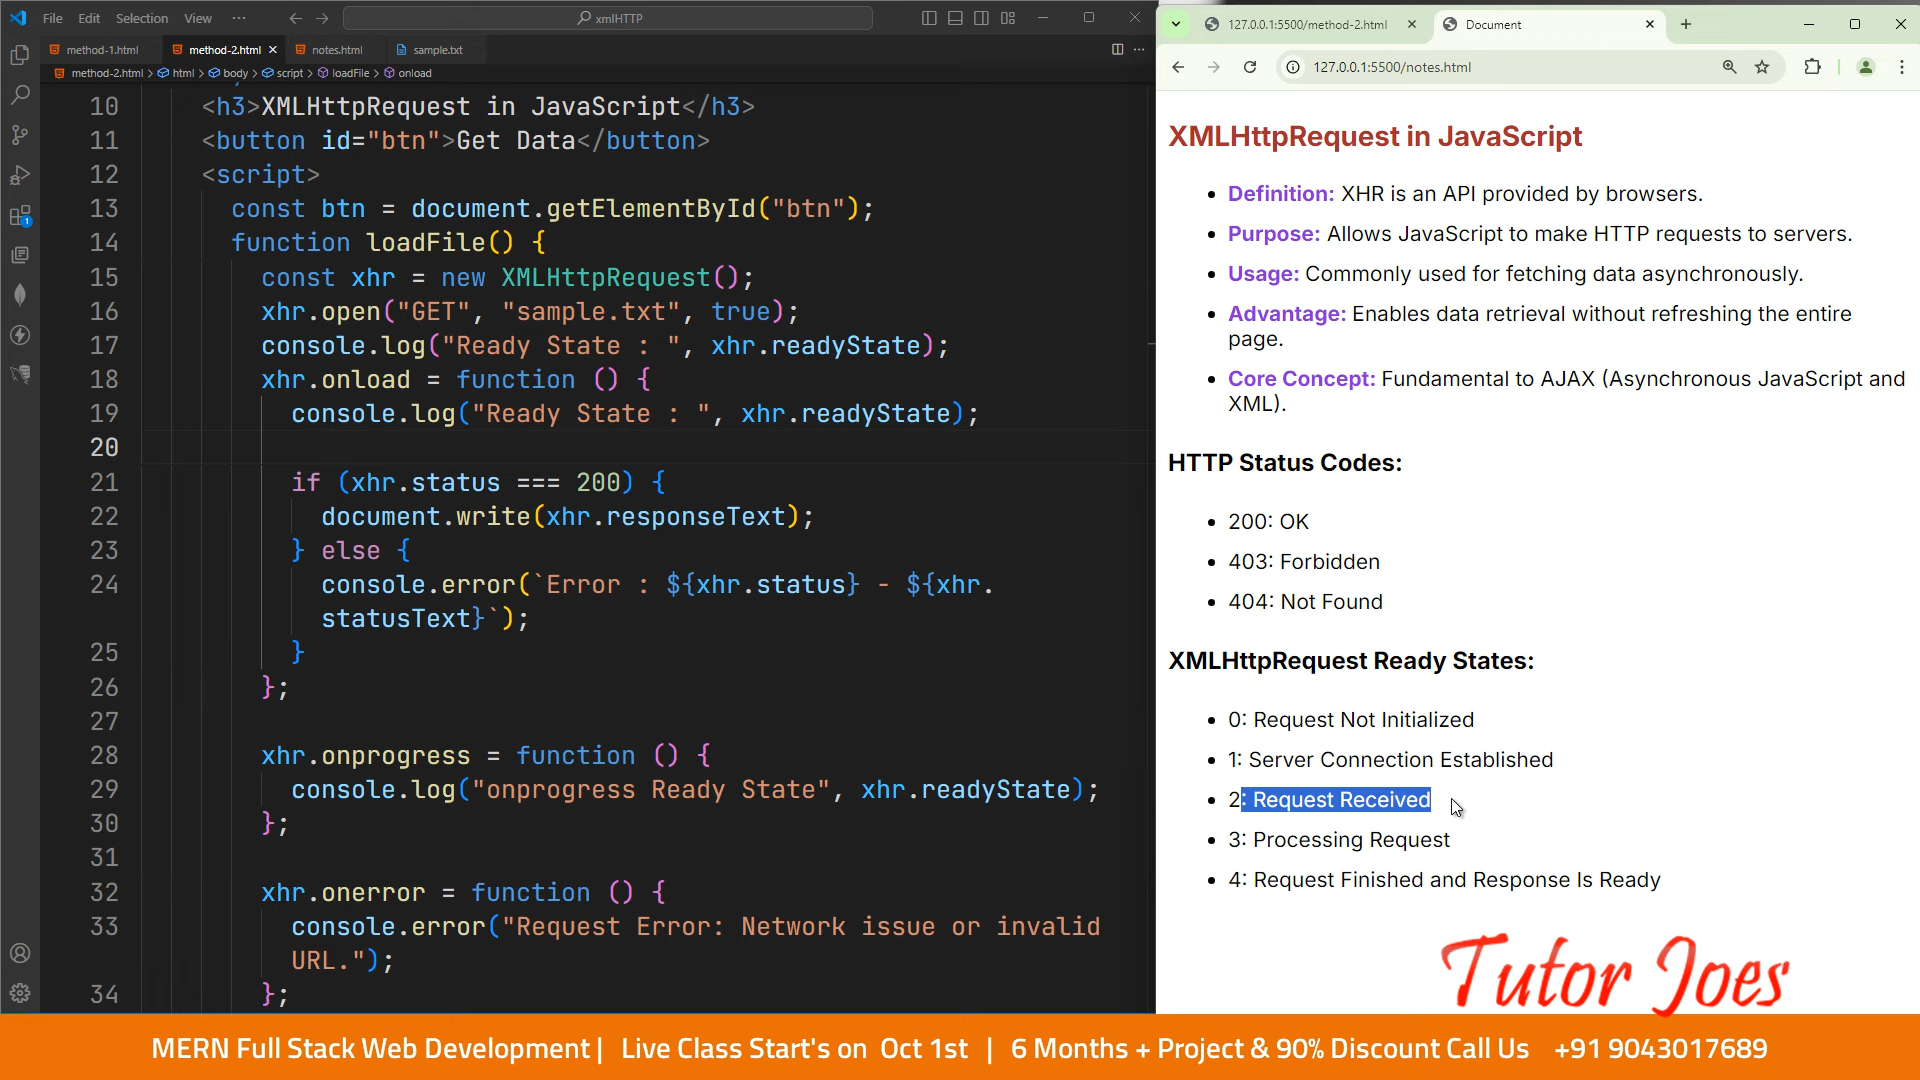 File Edit Selection View ··· xmlHTTP
method-1.html method-2.html notes.html sample.txt
method-2.html > html > body > script > loadFile > onload
10 <h3>XMLHttpRequest in JavaScript</h3>
11 <button id="btn">Get Data</button>
12 <script>
13 const btn = document.getElementById("btn");
14 function loadFile() {
15 const xhr = new XMLHttpRequest();
16 xhr.open("GET", "sample.txt", true);
17 console.log("Ready State : ", xhr.readyState);
18 xhr.onload = function () {
19 console.log("Ready State : ", xhr.readyState);
20
21 if (xhr.status === 200) {
22 document.write(xhr.responseText);
23 } else {
24 console.error(`Error : ${xhr.status} - ${xhr.
statusText}`);
25 }
26 };
27
28 xhr.onprogress = function () {
29 console.log("onprogress Ready State", xhr.readyState);
30 };
31
32 xhr.onerror = function () {
33 console.error("Request Error: Network issue or invalid
URL.");
34 };
127.0.0.1:5500/method-2.html Document
127.0.0.1:5500/notes.html
XMLHttpRequest in JavaScript
• Definition: XHR is an API provided by browsers.
• Purpose: Allows JavaScript to make HTTP requests to servers.
• Usage: Commonly used for fetching data asynchronously.
• Advantage: Enables data retrieval without refreshing the entire
page.
• Core Concept: Fundamental to AJAX (Asynchronous JavaScript and
XML).
HTTP Status Codes:
• 200: OK
• 403: Forbidden
• 404: Not Found
XMLHttpRequest Ready States:
• 0: Request Not Initialized
• 1: Server Connection Established
• 2: Request Received
• 3: Processing Request
• 4: Request Finished and Response Is Ready
Tutor Joes
MERN Full Stack Web Development | Live Class Start's on Oct 1st | 6 Months + Project & 90% Discount Call Us +91 9043017689